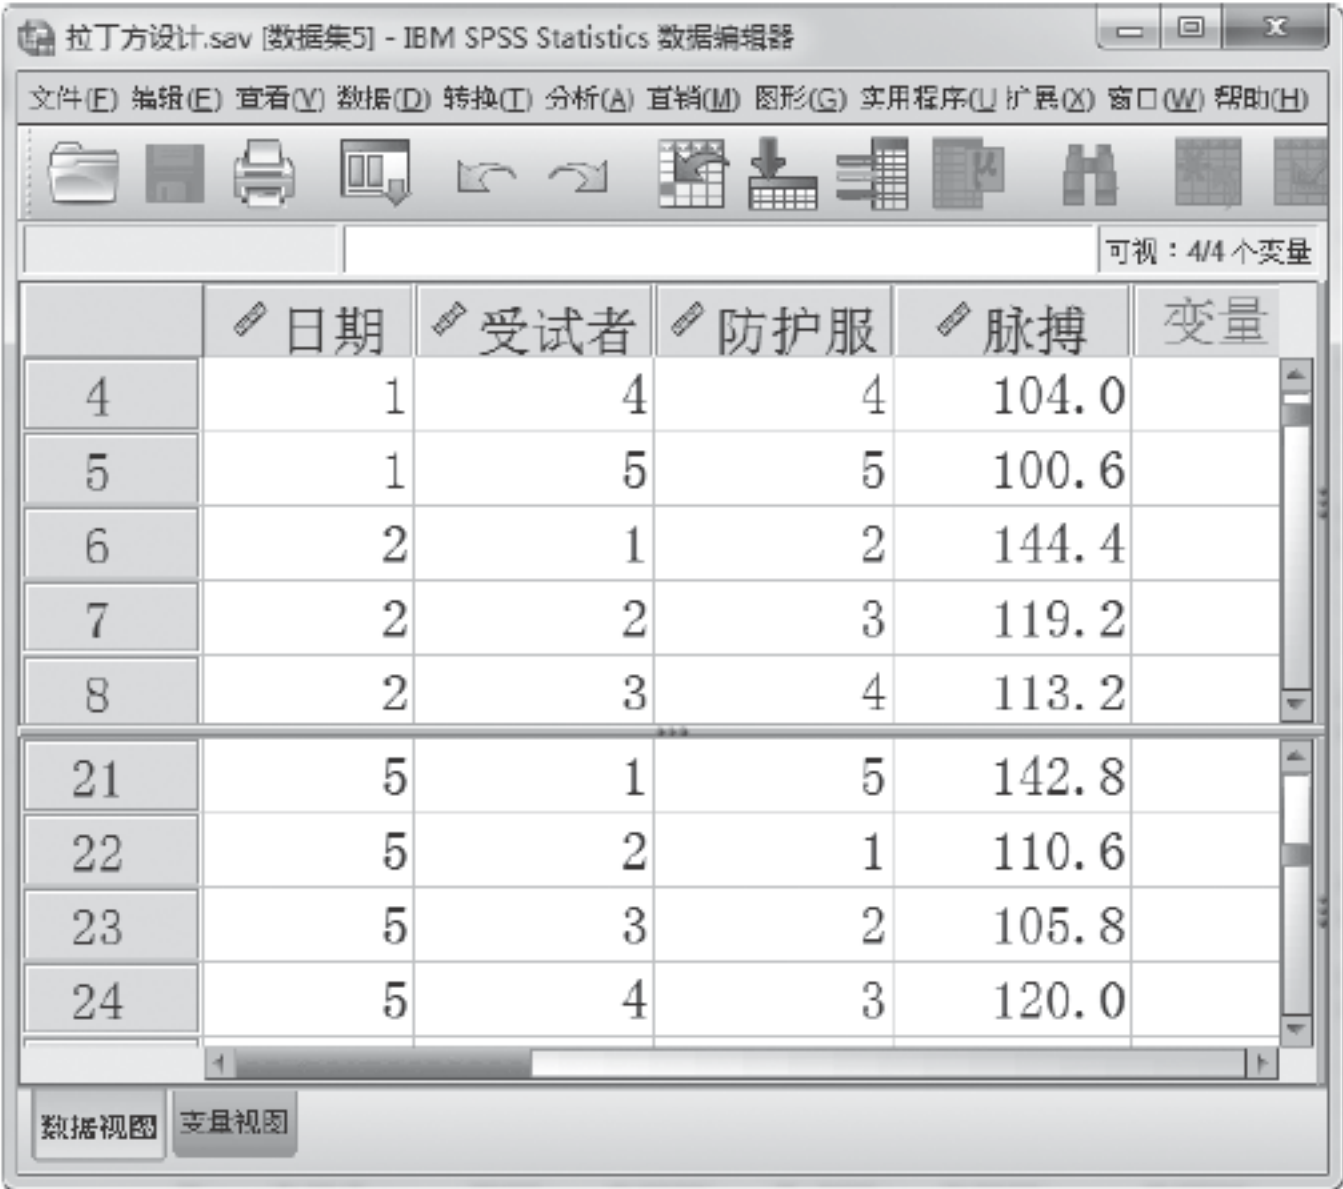 拉丁方设计.sav [数据集5] - IBM SPSS Statistics 数据编辑器
文件(F) 编辑(E) 查看(V) 数据(D) 转换(T) 分析(A) 直销(M) 图形(G) 实用程序(U 扩展(X) 窗口(W) 帮助(H)
可视：4/4 个变量
日期 受试者 防护服 脉搏 变量
4 1 4 4 104.0
5 1 5 5 100.6
6 2 1 2 144.4
7 2 2 3 119.2
8 2 3 4 113.2
21 5 1 5 142.8
22 5 2 1 110.6
23 5 3 2 105.8
24 5 4 3 120.0
数据视图 变量视图